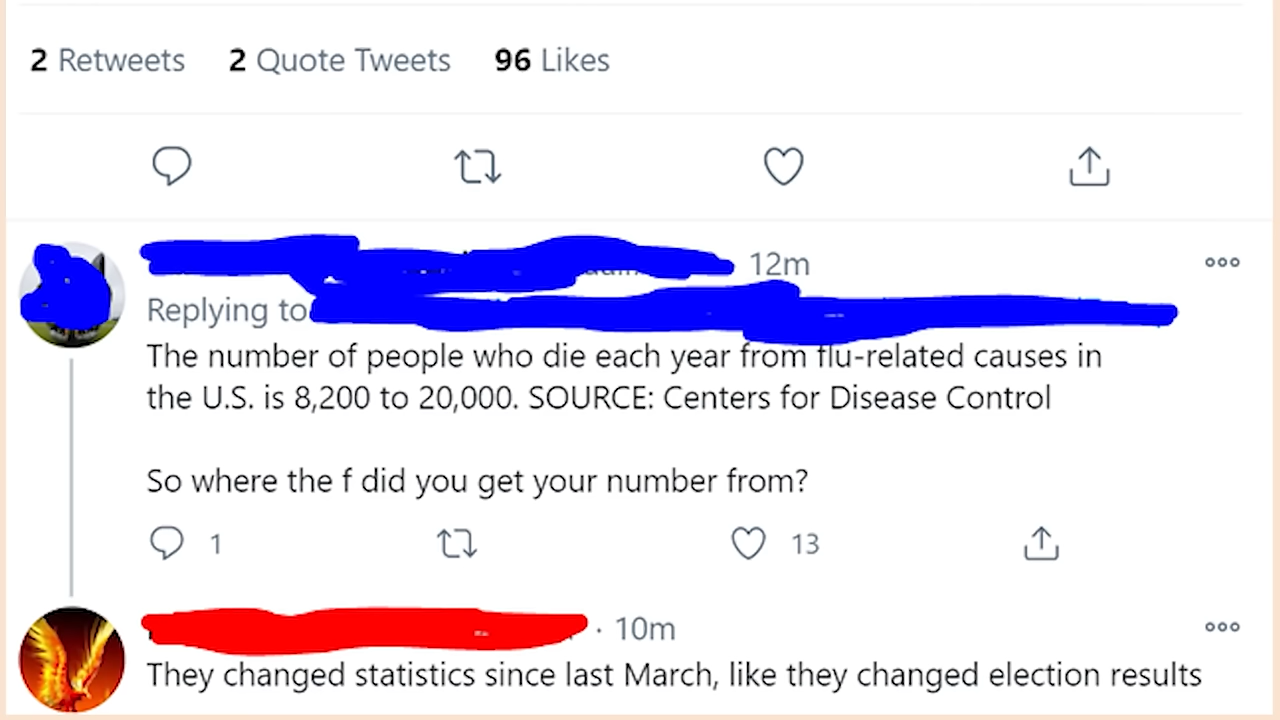 2 Retweets 2 Quote Tweets 96 Likes
12m
Replying to
The number of people who die each year from flu-related causes in
the U.S. is 8,200 to 20,000. SOURCE: Centers for Disease Control
So where the f did you get your number from?
1 13
· 10m
They changed statistics since last March, like they changed election results